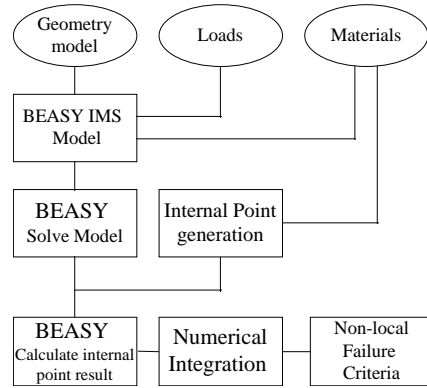 Geometry
model
Loads
Materials
BEASY IMS
Model
BEASY
Solve Model
Internal Point
generation
BEASY
Calculate internal
point result
Numerical
Integration
Non-local
Failure
Criteria